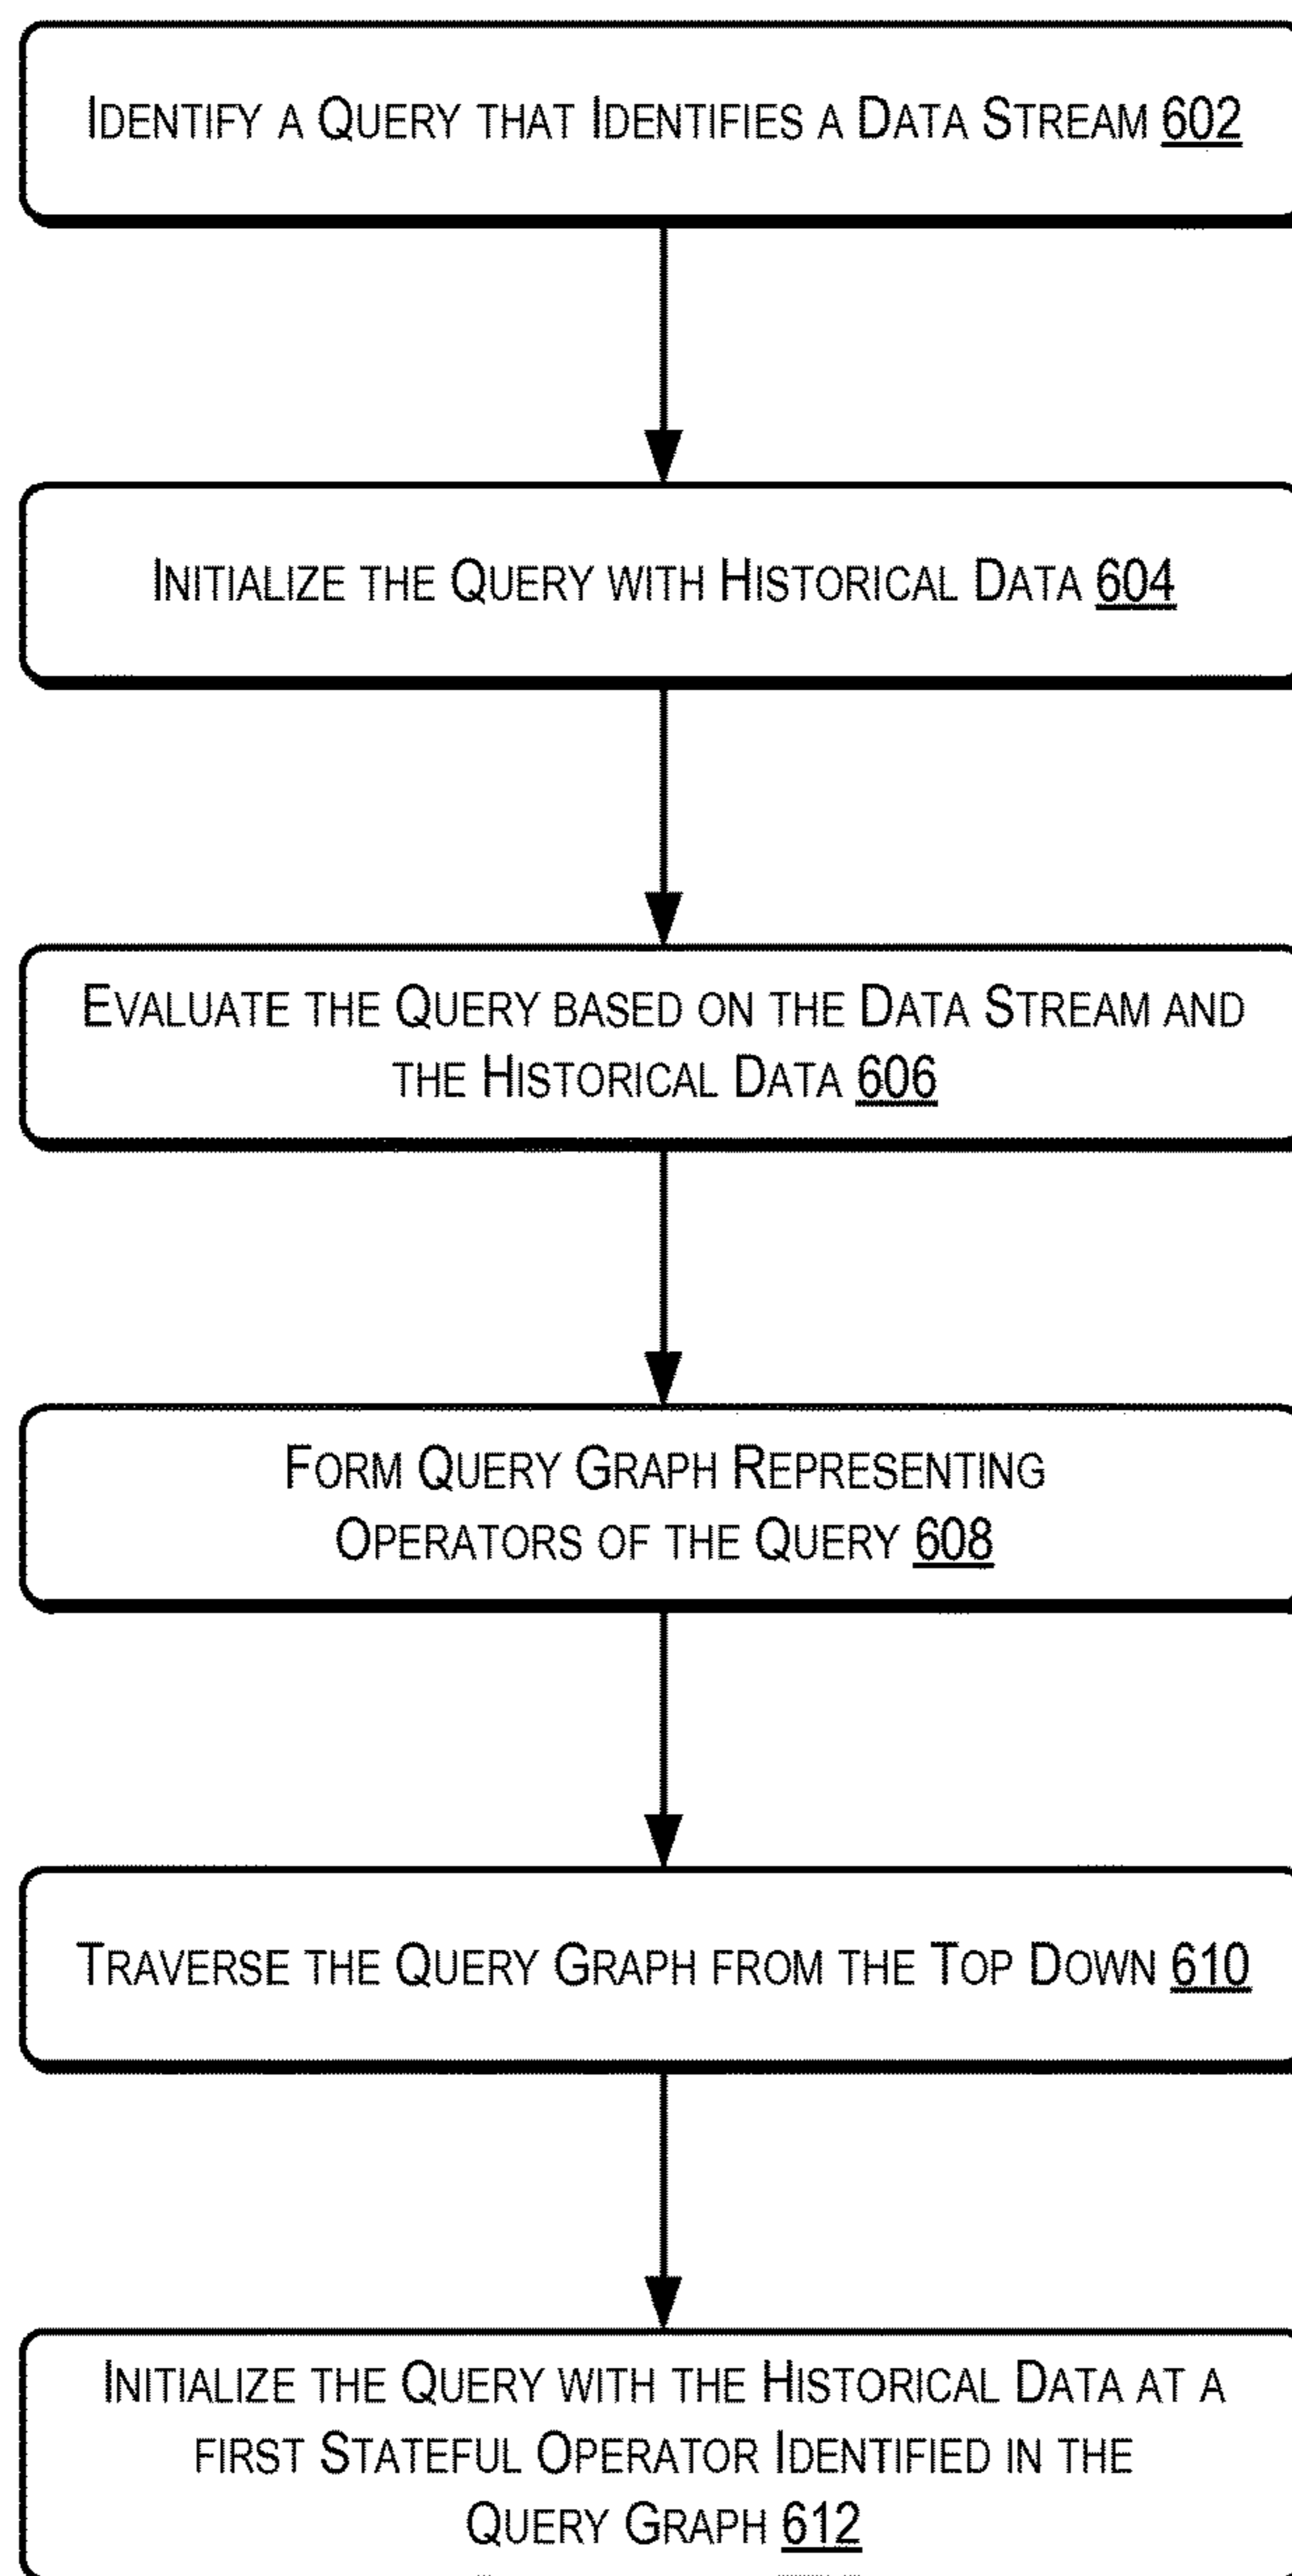 IDENTIFY A QUERY THAT IDENTIFIES A DATA STREAM 602
INITIALIZE THE QUERY WITH HISTORICAL DATA 604
EVALUATE THE QUERY BASED ON THE DATA STREAM AND
THE HISTORICAL DATA 606
FORM QUERY GRAPH REPRESENTING
OPERATORS OF THE QUERY 608
TRAVERSE THE QUERY GRAPH FROM THE TOP DOWN 610
INITIALIZE THE QUERY WITH THE HISTORICAL DATA AT A
FIRST STATEFUL OPERATOR IDENTIFIED IN THE
QUERY GRAPH 612